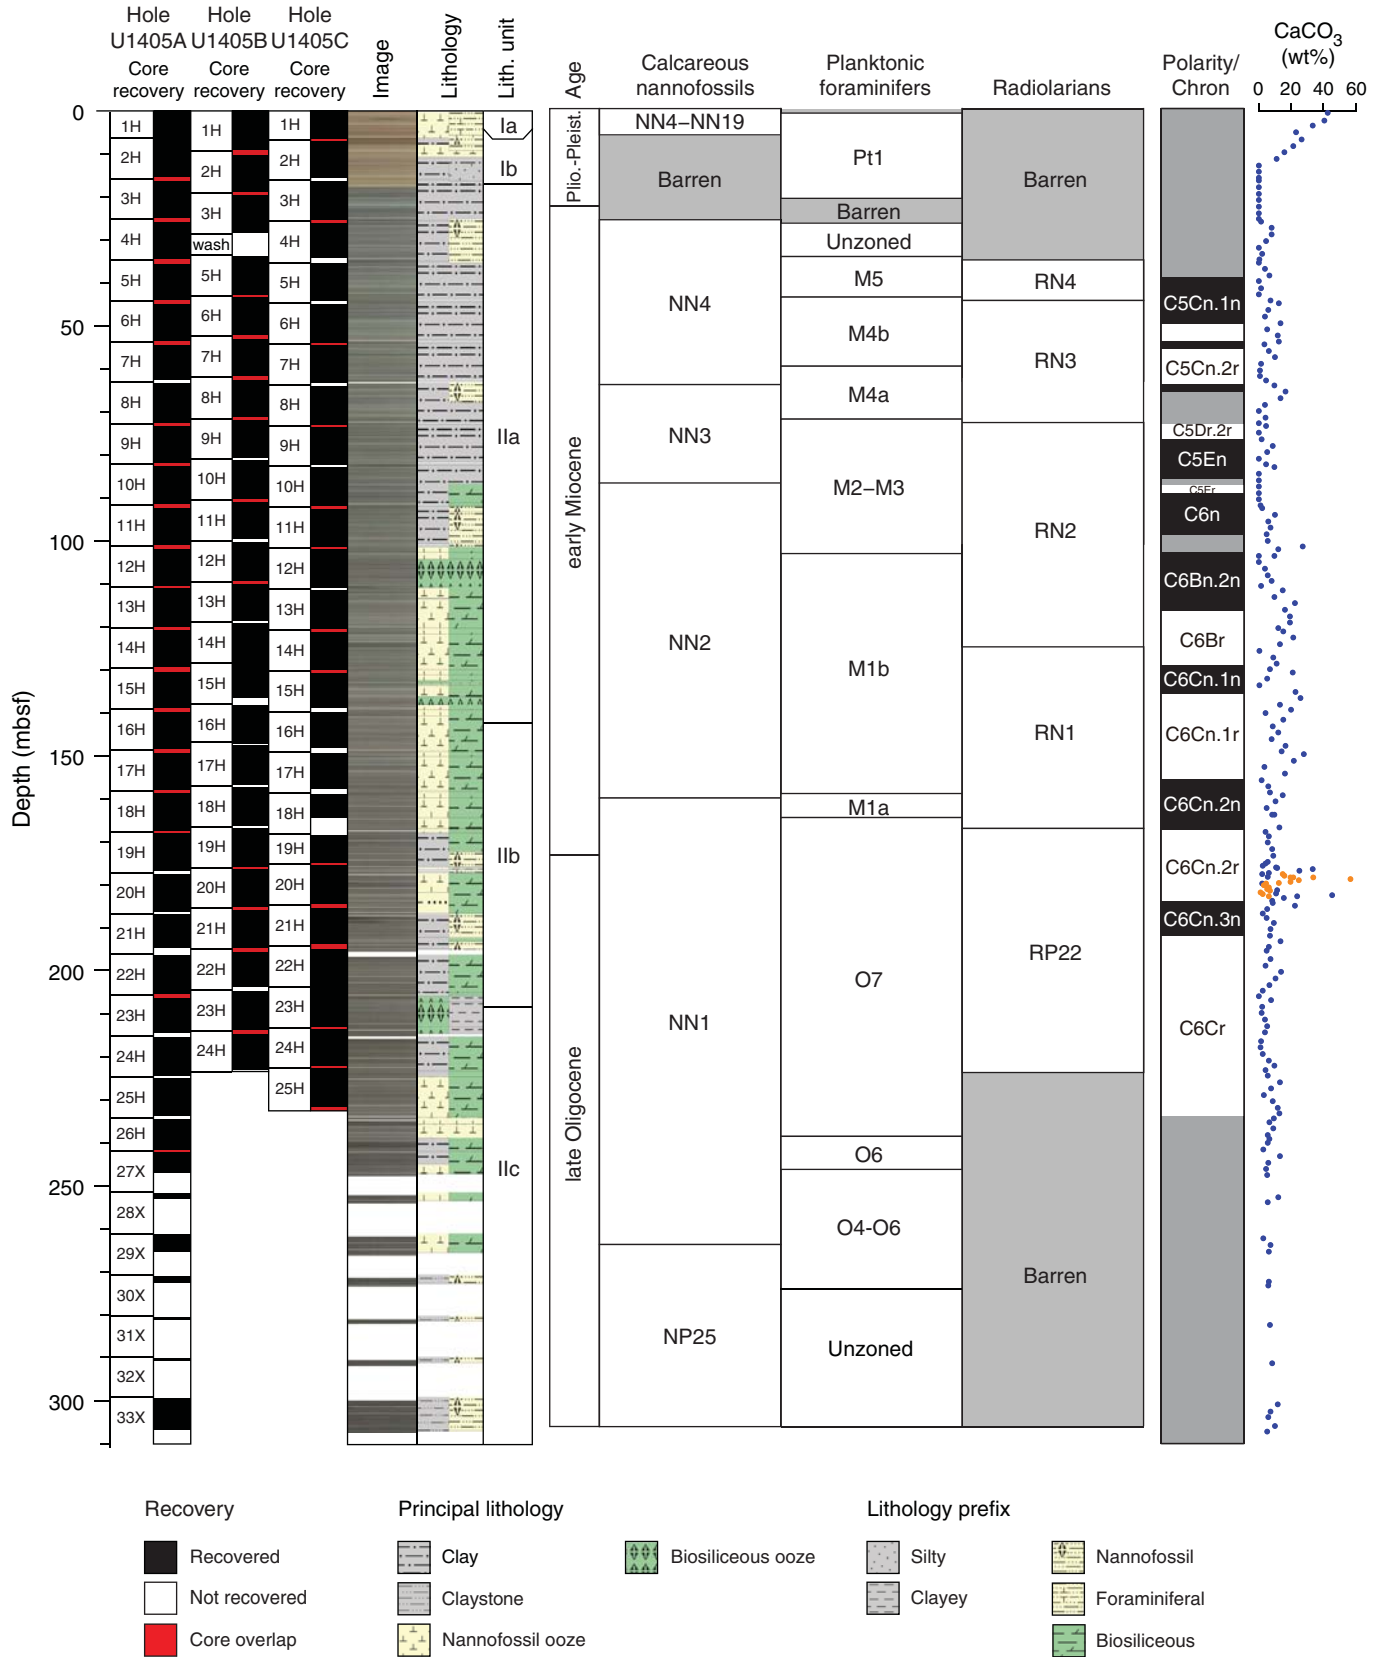 Hole
U1405A
Core
recovery
Hole
U1405B
Core
recovery
Hole
U1405C
Core
recovery
Image
Lithology
Lith. unit
Age
Calcareous
nannofossils
Planktonic
foraminifers
Radiolarians
Polarity/
Chron
CaCO3
(wt%)
0 20 40 60
Depth (mbsf)
0
50
100
150
200
250
300
1H
2H
3H
4H
5H
6H
7H
8H
9H
10H
11H
12H
13H
14H
15H
16H
17H
18H
19H
20H
21H
22H
23H
24H
25H
26H
27X
28X
29X
30X
31X
32X
33X
1H
2H
3H
wash
5H
6H
7H
8H
9H
10H
11H
12H
13H
14H
15H
16H
17H
18H
19H
20H
21H
22H
23H
24H
1H
2H
3H
4H
5H
6H
7H
8H
9H
10H
11H
12H
13H
14H
15H
16H
17H
18H
19H
20H
21H
22H
23H
24H
25H
Ia
Ib
IIa
IIb
IIc
Plio.-Pleist.
early Miocene
late Oligocene
NN4–NN19
Barren
NN4
NN3
NN2
NN1
NP25
Pt1
Barren
Unzoned
M5
M4b
M4a
M2–M3
M1b
M1a
O7
O6
O4-O6
Unzoned
Barren
RN4
RN3
RN2
RN1
RP22
Barren
C5Cn.1n
C5Cn.2r
C5Dr.2r
C5En
C5Er
C6n
C6Bn.2n
C6Br
C6Cn.1n
C6Cn.1r
C6Cn.2n
C6Cn.2r
C6Cn.3n
C6Cr
Recovery
Recovered
Not recovered
Core overlap
Principal lithology
Clay
Claystone
Nannofossil ooze
Biosiliceous ooze
Lithology prefix
Silty
Clayey
Nannofossil
Foraminiferal
Biosiliceous